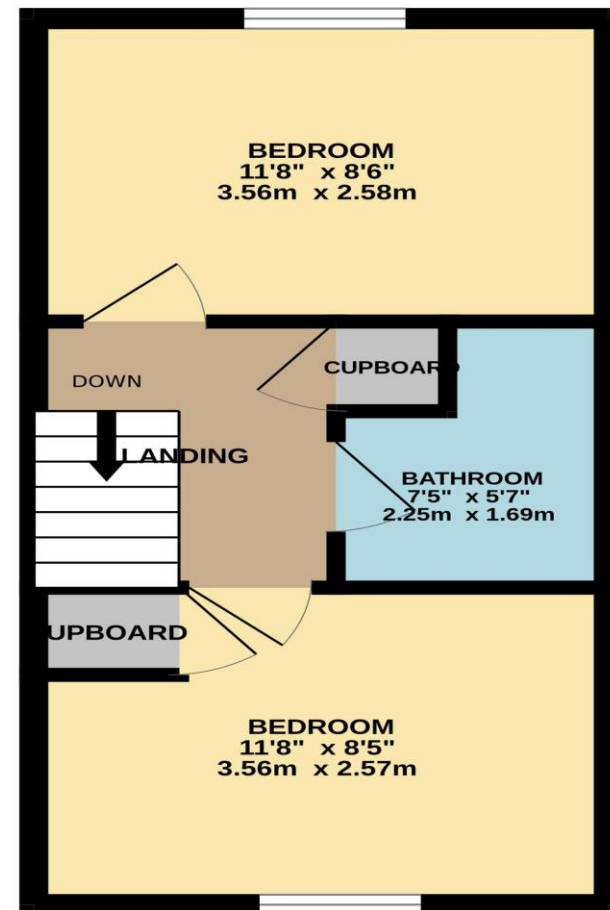 BEDROOM
11'8" x 8'6"
3.56m x 2.58m
CUPBOARD
DOWN
LANDING
BATHROOM
7'5" x 5'7"
2.25m x 1.69m
UPBOARD
BEDROOM
11'8" x 8'5"
3.56m x 2.57m